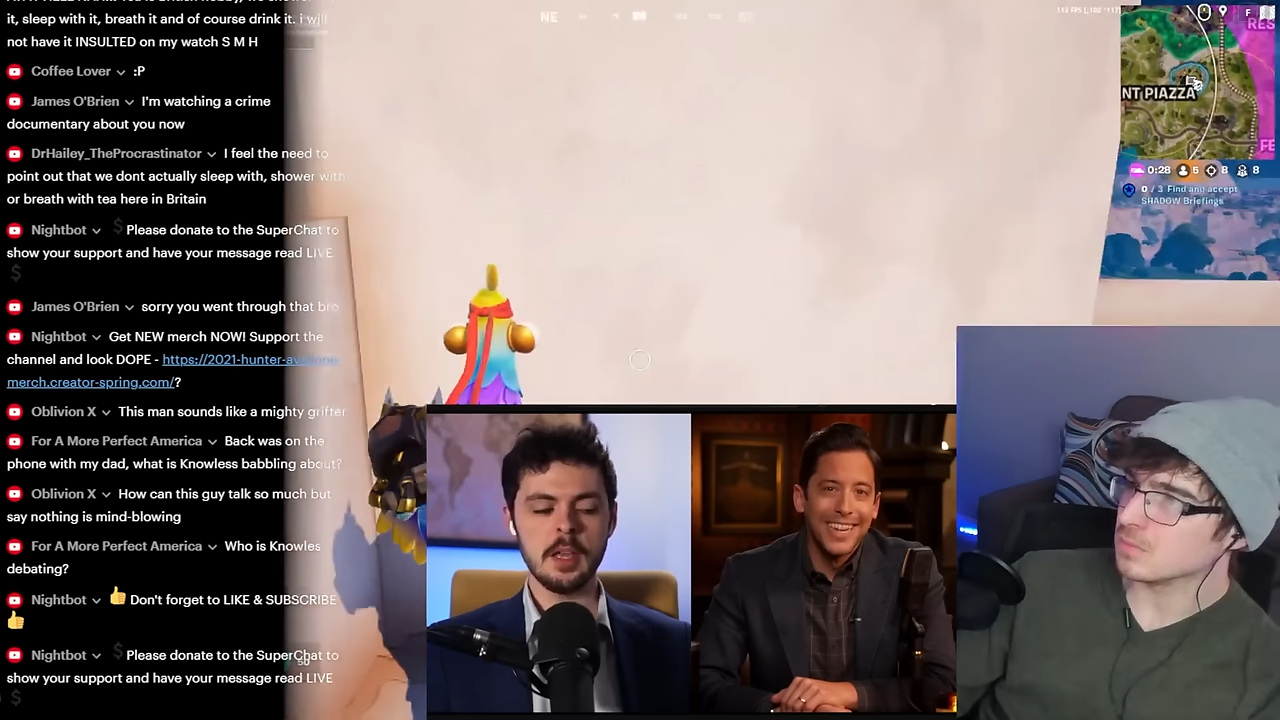 it, sleep with it, breath it and of course drink it. i will
not have it INSULTED on my watch S M H
Coffee Lover :P
James O'Brien I'm watching a crime
documentary about you now
DrHailey_TheProcrastinator I feel the need to
point out that we dont actually sleep with, shower with
or breath with tea here in Britain
Nightbot $ Please donate to the SuperChat to
show your support and have your message read LIVE
$
James O'Brien sorry you went through that bro
Nightbot Get NEW merch NOW! Support the
channel and look DOPE - https://2021-hunter-avallone-
merch.creator-spring.com/?
Oblivion X This man sounds like a mighty grifter
For A More Perfect America Back was on the
phone with my dad, what is Knowless babbling about?
Oblivion X How can this guy talk so much but
say nothing is mind-blowing
For A More Perfect America Who is Knowles
debating?
Nightbot 👍 Don't forget to LIKE & SUBSCRIBE
👍
Nightbot $ Please donate to the SuperChat to
show your support and have your message read LIVE
$
50
NE
F
RES
NT PIAZZA
FE
0:28 5 8 8
0 / 3 Find and accept
SHADOW Briefings